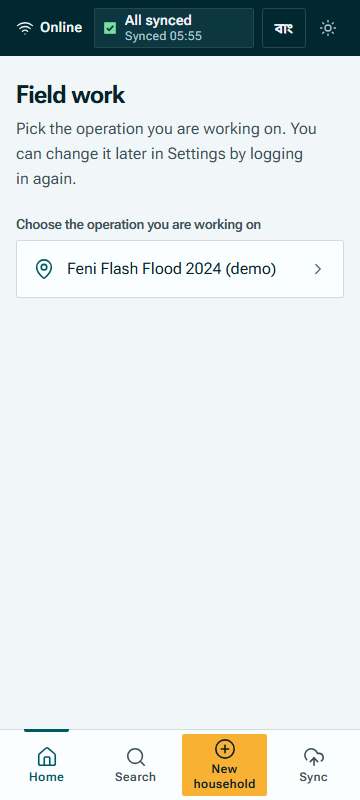 Online
All synced
Synced 05:55
বাং
Field work
Pick the operation you are working on. You
can change it later in Settings by logging
in again.
Choose the operation you are working on
Feni Flash Flood 2024 (demo)
Home
Search
New
household
Sync